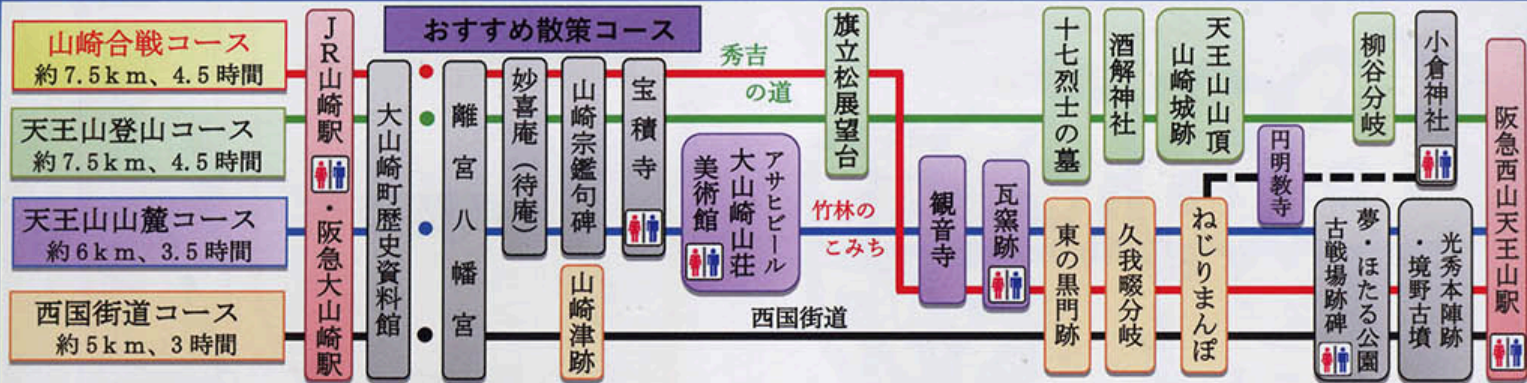 おすすめ散策コース
山崎合戦コース
約7.5km、4.5時間
天王山登山コース
約7.5km、4.5時間
天王山山麓コース
約6km、3.5時間
西国街道コース
約5km、3時間
JR山崎駅・阪急大山崎駅
大山崎町歴史資料館
離宮八幡宮
妙喜庵(待庵)
山崎宗鑑句碑
山崎津跡
宝積寺
アサヒビール
大山崎山荘
美術館
秀吉
の道
竹林の
こみち
西国街道
旗立松展望台
観音寺
瓦窯跡
十七烈士の墓
東の黒門跡
酒解神社
久我畷分岐
天王山山頂
山崎城跡
ねじりまんぽ
円明教寺
柳谷分岐
小倉神社
夢・ほたる公園
古戦場跡碑
光秀本陣跡
・境野古墳
阪急西山天王山駅